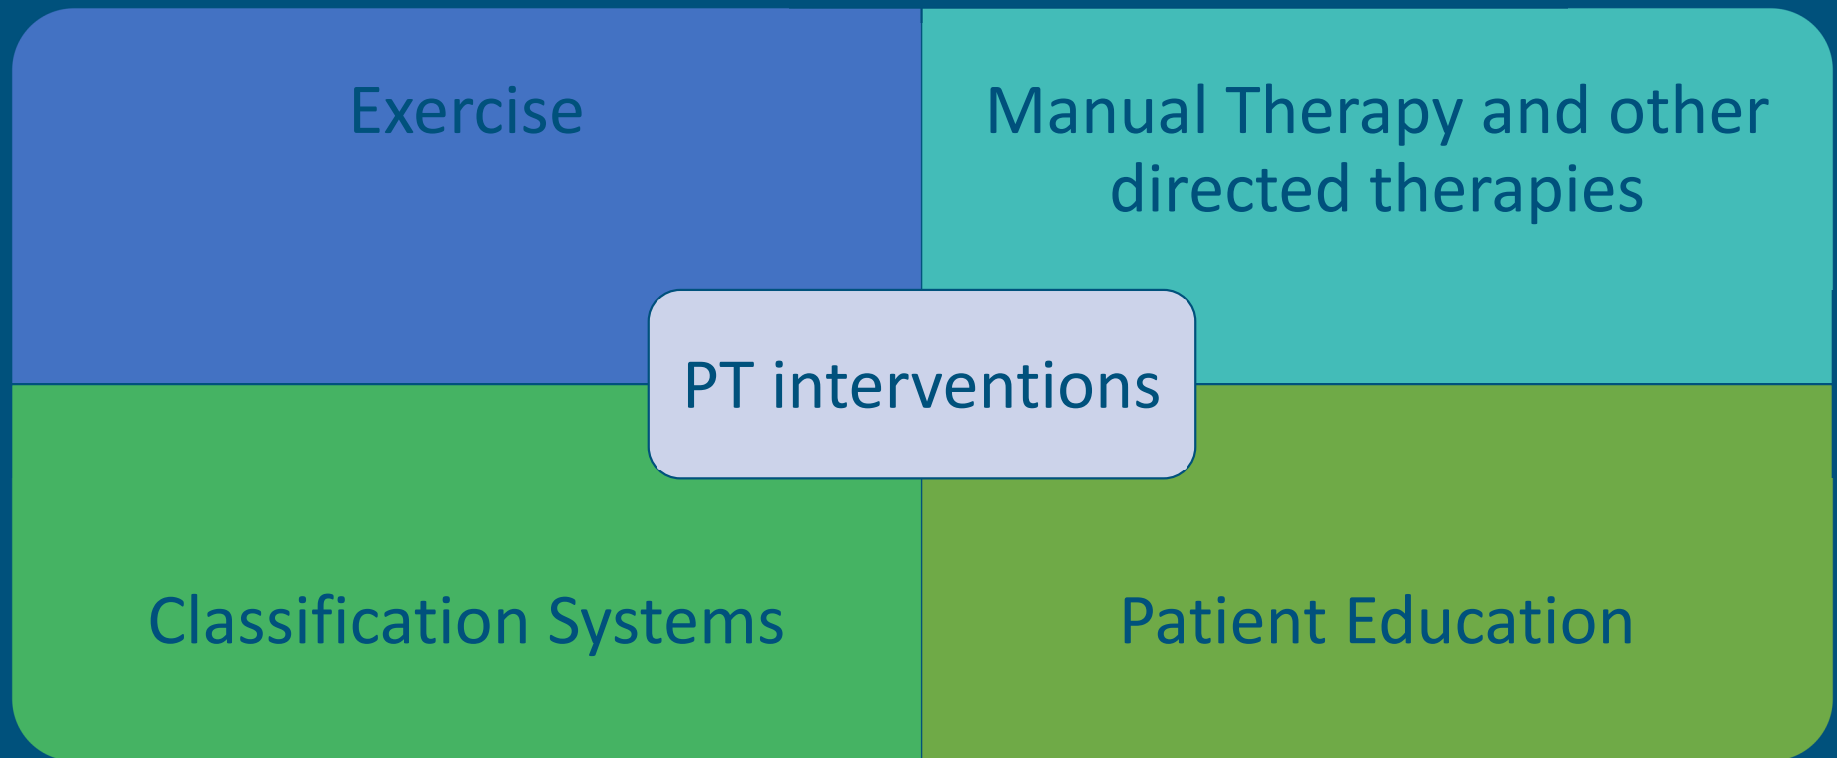 Exercise
Manual Therapy and other
directed therapies
PT interventions
Classification Systems
Patient Education